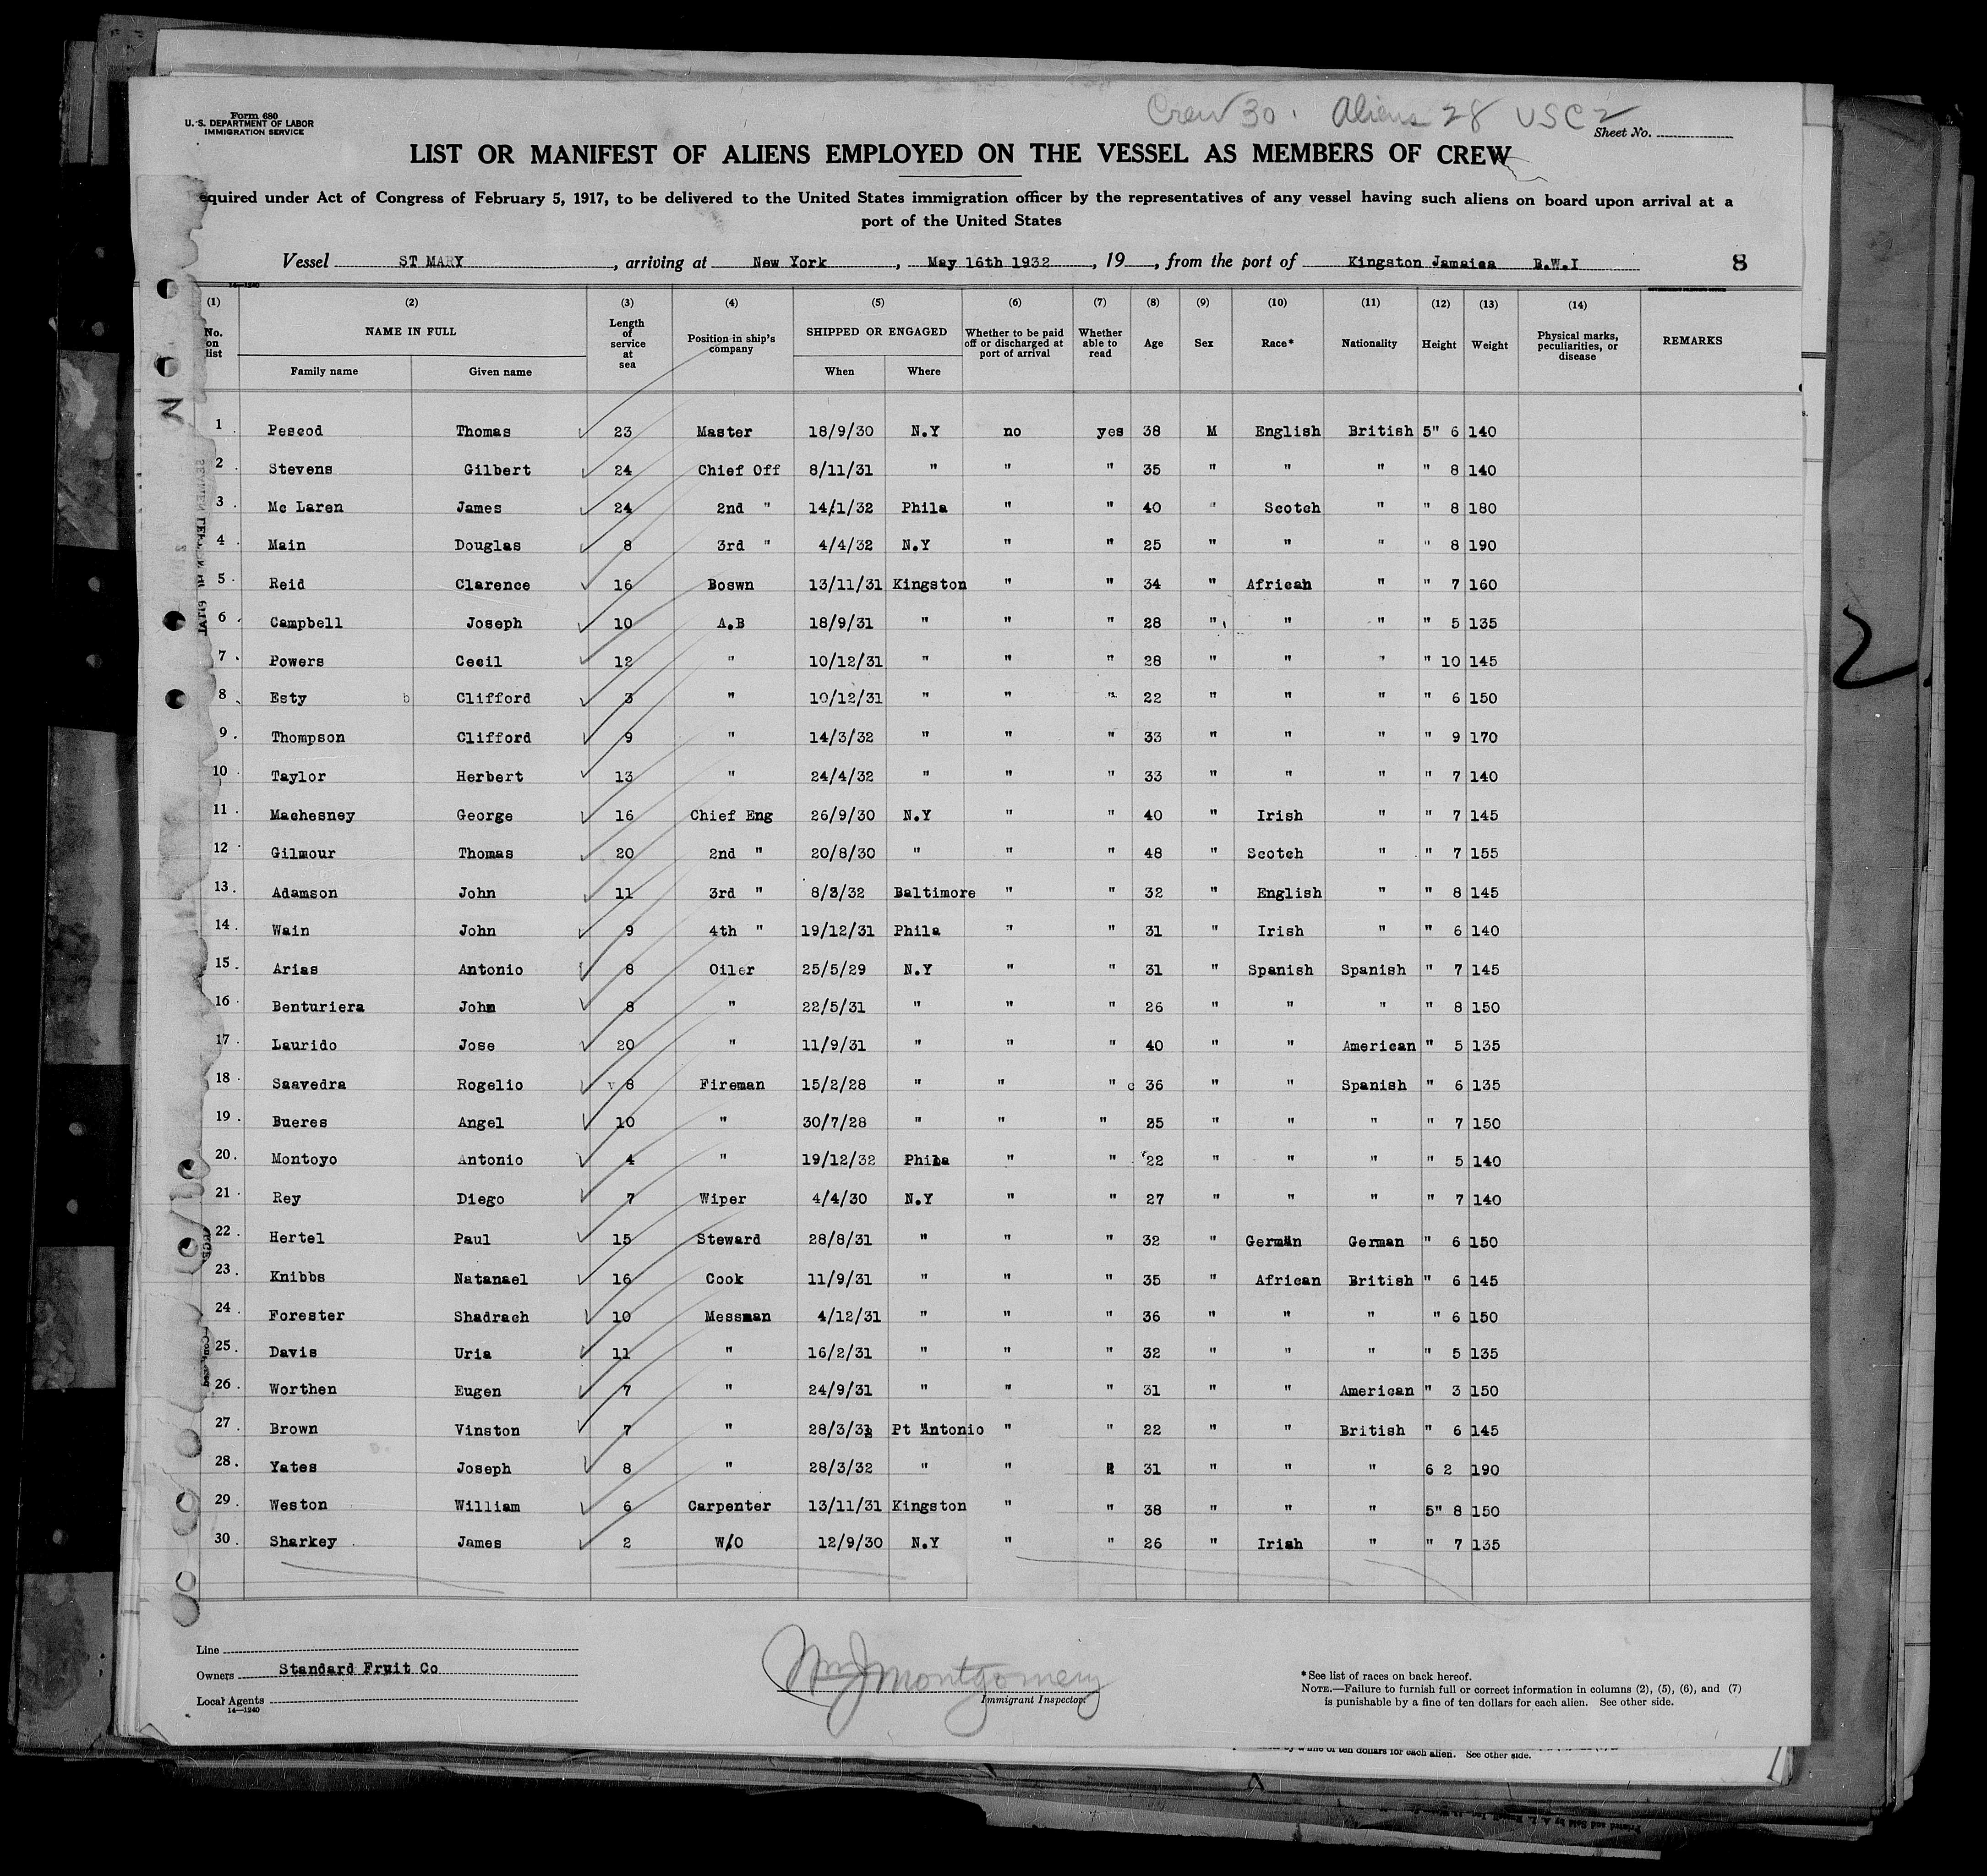 Crew 30. Aliens 28 USC 2
Form 680
U. S. DEPARTMENT OF LABOR
IMMIGRATION SERVICE
Sheet No.
LIST OR MANIFEST OF ALIENS EMPLOYED ON THE VESSEL AS MEMBERS OF CREW
equired under Act of Congress of February 5, 1917, to be delivered to the United States immigration officer by the representatives of any vessel having such aliens on board upon arrival at a
port of the United States
Vessel ST MARY, arriving at New York, May 16th 1932, 19, from the port of Kingston Jamaica B.W.I 8
(1) (2) (3) (4) (5) (6) (7) (8) (9) (10) (11) (12) (13) (14)
No. on list NAME IN FULL Family name Given name Length of service at sea Position in ship's company SHIPPED OR ENGAGED When Where Whether to be paid off or discharged at port of arrival Whether able to read Age Sex Race* Nationality Height Weight Physical marks, peculiarities, or disease REMARKS
1 Pescod Thomas 23 Master 18/9/30 N.Y no yes 38 M English British 5" 6 140
2 Stevens Gilbert 24 Chief Off 8/11/31 " " " 35 " " " " 8 140
3 Mc Laren James 24 2nd " 14/1/32 Phila " " 40 " Scotch " " 8 180
4 Main Douglas 8 3rd " 4/4/32 N.Y " " 25 " " " " 8 190
5 Reid Clarence 16 Boswn 13/11/31 Kingston " " 34 " African " " 7 160
6 Campbell Joseph 10 A.B 18/9/31 " " " 28 " " " " 5 135
7 Powers Cecil 12 " 10/12/31 " " " 28 " " " " 10 145
8 Esty b Clifford 3 " 10/12/31 " " " 22 " " " " 6 150
9 Thompson Clifford 9 " 14/3/32 " " " 33 " " " " 9 170
10 Taylor Herbert 13 " 24/4/32 " " " 33 " " " " 7 140
11 Machesney George 16 Chief Eng 26/9/30 N.Y " " 40 " Irish " " 7 145
12 Gilmour Thomas 20 2nd " 20/8/30 " " " 48 " Scotch " " 7 155
13 Adamson John 11 3rd " 8/3/32 Baltimore " " 32 " English " " 8 145
14 Wain John 9 4th " 19/12/31 Phila " " 31 " Irish " " 6 140
15 Arias Antonio 8 Oiler 25/5/29 N.Y " " 31 " Spanish Spanish " 7 145
16 Benturiera John 8 " 22/5/31 " " " 26 " " " " 8 150
17 Laurido Jose 20 " 11/9/31 " " " 40 " " American " 5 135
18 Saavedra Rogelio 8 Fireman 15/2/28 " " " 36 " " Spanish " 6 135
19 Bueres Angel 10 " 30/7/28 " " " 35 " " " " 7 150
20 Montoyo Antonio 4 " 19/12/32 Phila " " 22 " " " " 5 140
21 Rey Diego 7 Wiper 4/4/30 N.Y " " 27 " " " " 7 140
22 Hertel Paul 15 Steward 28/8/31 " " " 32 " German German " 6 150
23 Knibbs Natanael 16 Cook 11/9/31 " " " 35 " African British " 6 145
24 Forester Shadrach 10 Messman 4/12/31 " " " 36 " " " " 6 150
25 Davis Uria 11 " 16/2/31 " " " 32 " " " " 5 135
26 Worthen Eugen 7 " 24/9/31 " " " 31 " " American " 3 150
27 Brown Vinston 7 " 28/3/32 Pt Antonio " " 22 " " British " 6 145
28 Yates Joseph 8 " 28/3/32 " " 31 " " " 6 2 190
29 Weston William 6 Carpenter 13/11/31 Kingston " " 38 " " " 5" 8 150
30 Sharkey James 2 W/O 12/9/30 N.Y " " 26 " Irish " " 7 135
Line
Owners Standard Fruit Co
Local Agents
14—1240
Wm J Montgomery
Immigrant Inspector.
*See list of races on back hereof.
NOTE.—Failure to furnish full or correct information in columns (2), (5), (6), and (7)
is punishable by a fine of ten dollars for each alien. See other side.
of ten dollars for each alien. See other side.